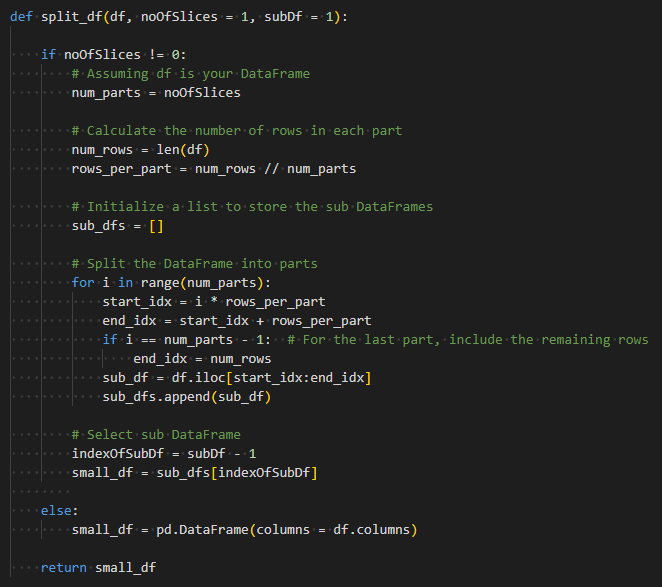 def split_df(df, noOfSlices = 1, subDf = 1):
    if noOfSlices != 0:
        # Assuming df is your DataFrame
        num_parts = noOfSlices
        # Calculate the number of rows in each part
        num_rows = len(df)
        rows_per_part = num_rows // num_parts
        # Initialize a list to store the sub DataFrames
        sub_dfs = []
        # Split the DataFrame into parts
        for i in range(num_parts):
            start_idx = i * rows_per_part
            end_idx = start_idx + rows_per_part
            if i == num_parts - 1:  # For the last part, include the remaining rows
                end_idx = num_rows
            sub_df = df.iloc[start_idx:end_idx]
            sub_dfs.append(sub_df)
        # Select sub DataFrame
        indexOfSubDf = subDf - 1
        small_df = sub_dfs[indexOfSubDf]
    else:
        small_df = pd.DataFrame(columns = df.columns)
    return small_df